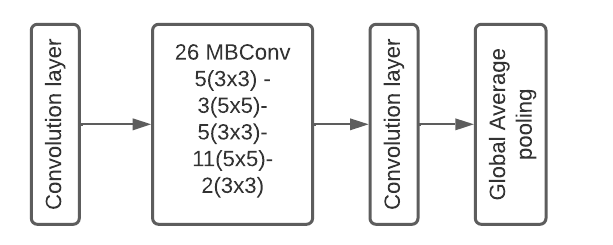 Convolution layer
26 MBConv
5(3x3) -
3(5x5)-
5(3x3)-
11(5x5)-
2(3x3)
Convolution layer
Global Average
pooling